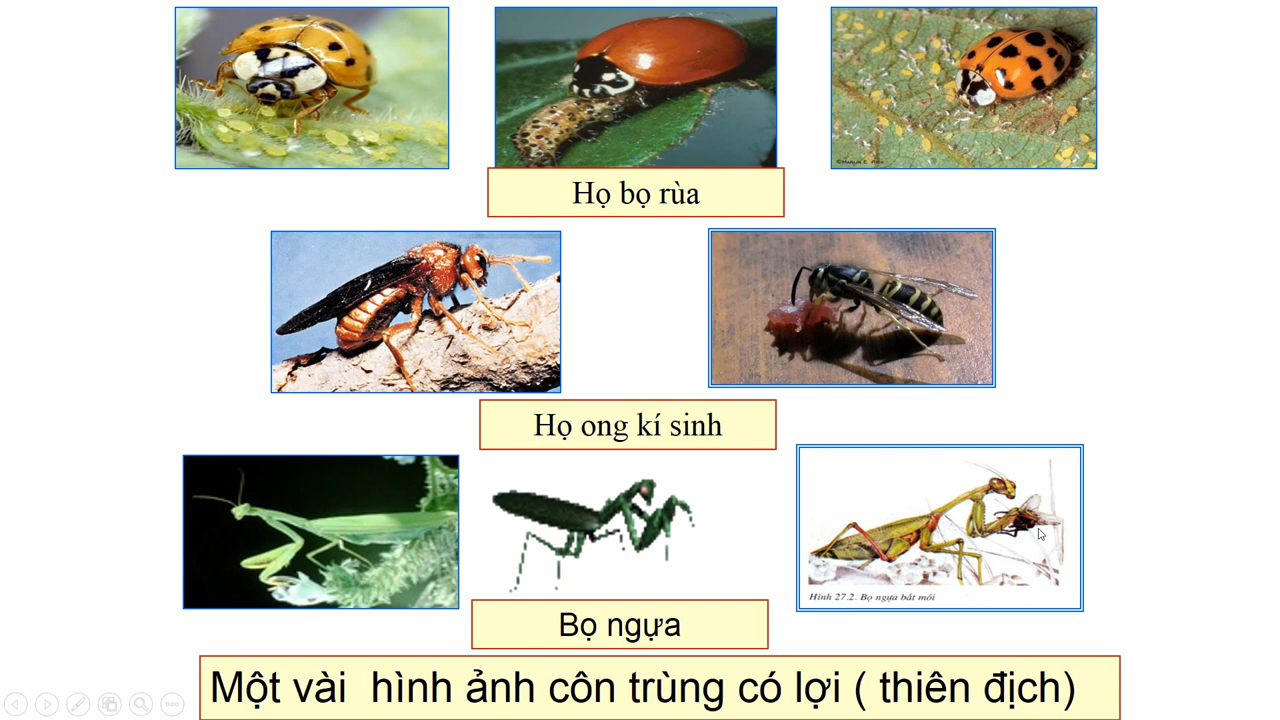 Họ bọ rùa
Họ ong kí sinh
Hình 27.2. Bọ ngựa bắt mồi
Bọ ngựa
Một vài hình ảnh côn trùng có lợi ( thiên địch)